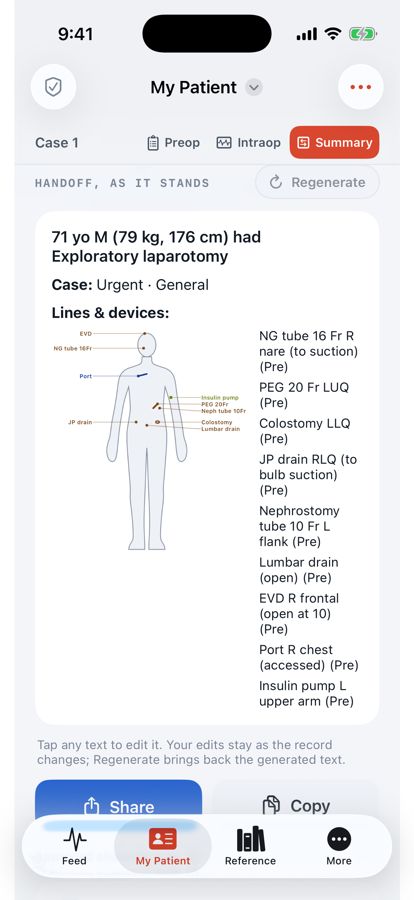 9:41
My Patient
Case 1
Preop
Intraop
Summary
HANDOFF, AS IT STANDS
Regenerate
71 yo M (79 kg, 176 cm) had
Exploratory laparotomy
Case: Urgent · General
Lines & devices:
EVD
NG tube 16Fr
Port
JP drain
Insulin pump
PEG 20Fr
Neph tube 10Fr
Colostomy
Lumbar drain
NG tube 16 Fr R
nare (to suction)
(Pre)
PEG 20 Fr LUQ
(Pre)
Colostomy LLQ
(Pre)
JP drain RLQ (to
bulb suction)
(Pre)
Nephrostomy
tube 10 Fr L
flank (Pre)
Lumbar drain
(open) (Pre)
EVD R frontal
(open at 10)
(Pre)
Port R chest
(accessed) (Pre)
Insulin pump L
upper arm (Pre)
Tap any text to edit it. Your edits stay as the record
changes; Regenerate brings back the generated text.
Share
Copy
Feed
My Patient
Reference
More